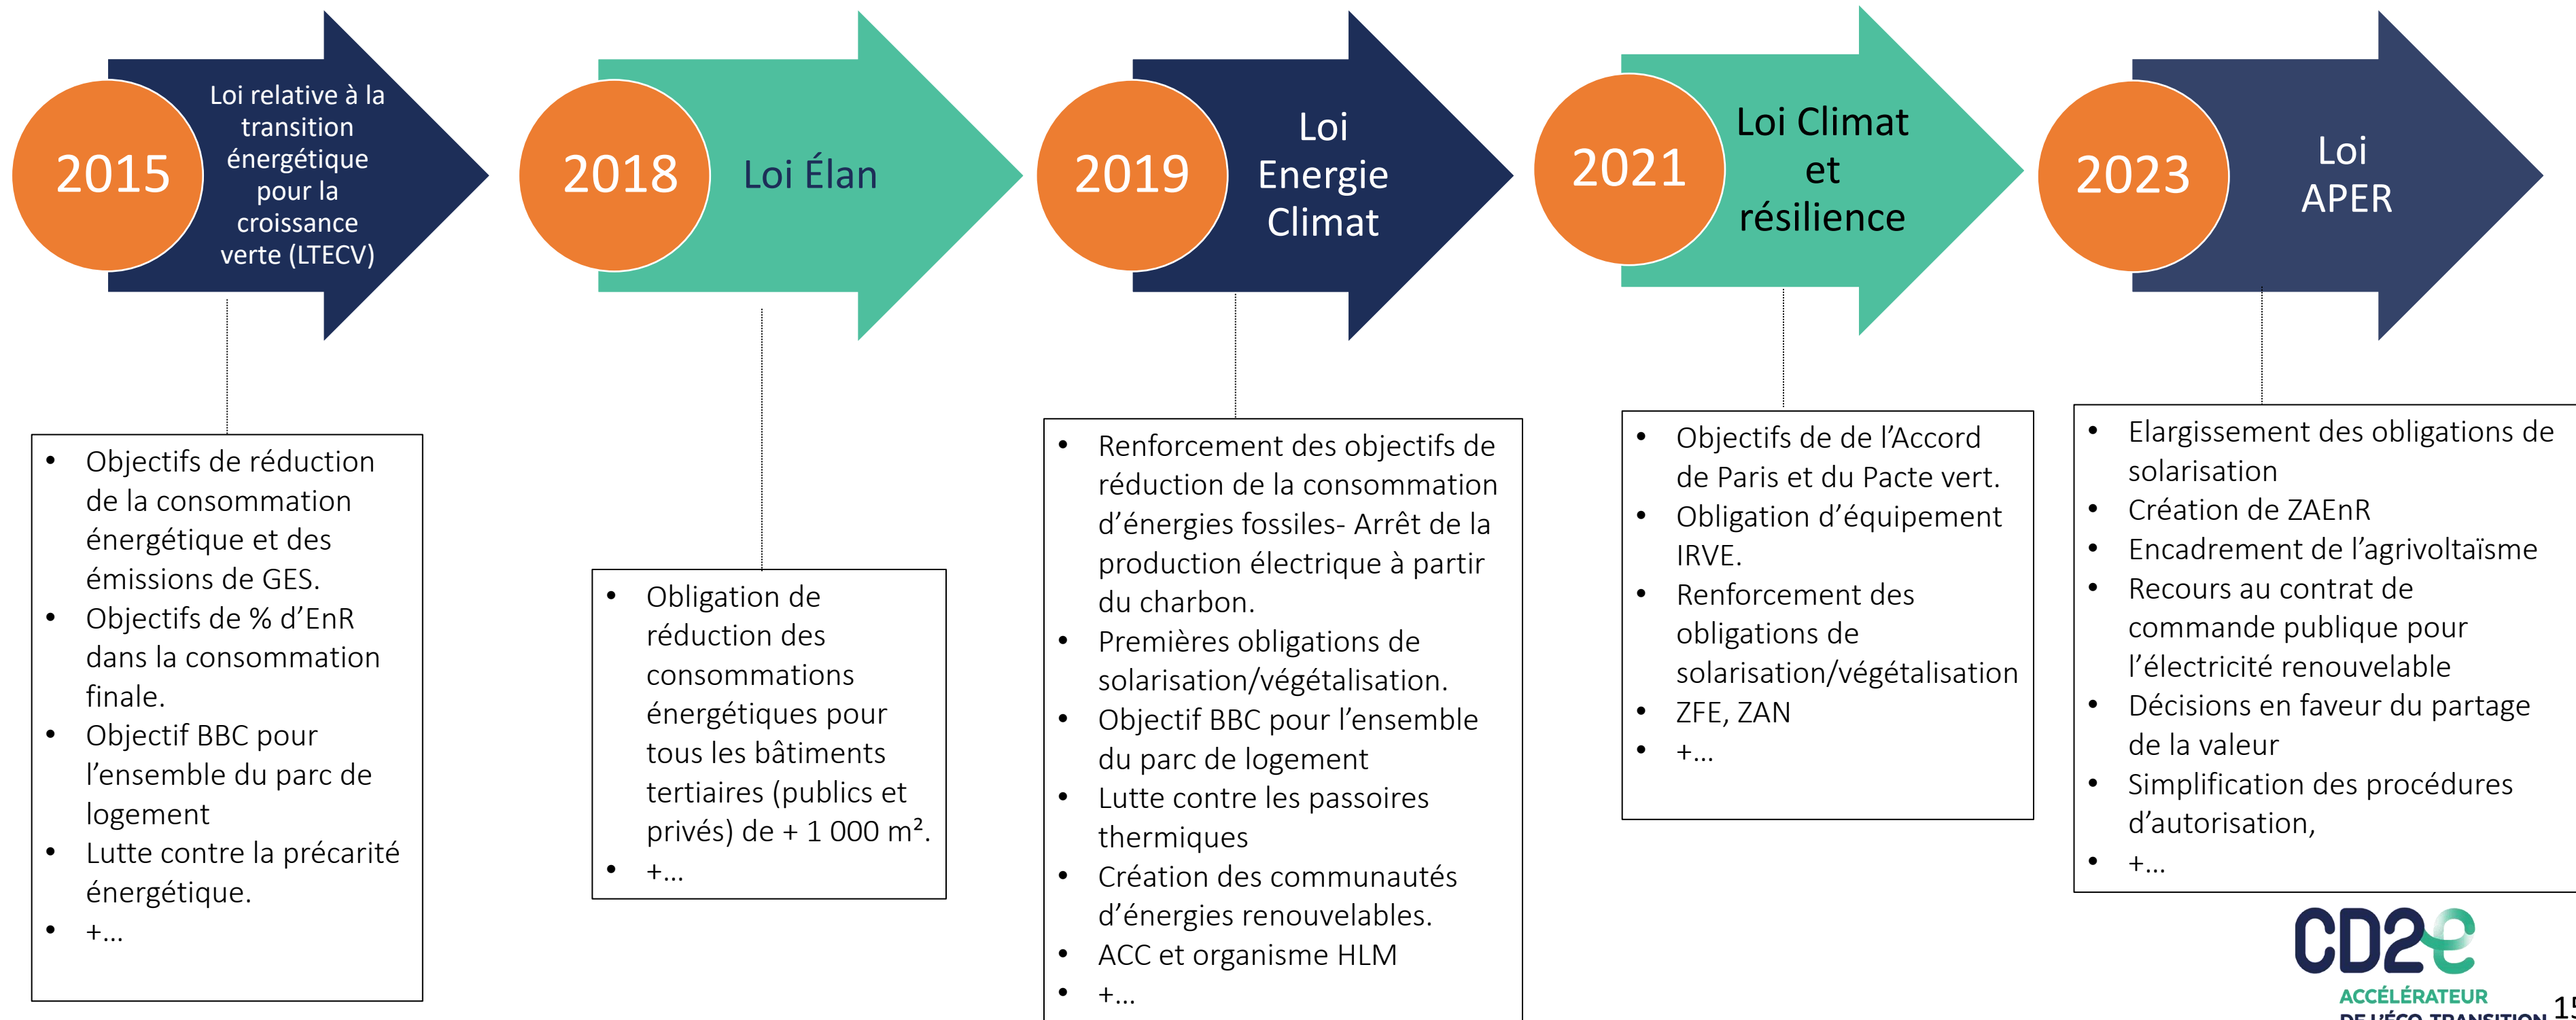 2015
Loi relative à la
transition
énergétique
pour la
croissance
verte (LTECV)
2018
Loi Élan
2019
Loi
Energie
Climat
2021
Loi Climat
et
résilience
2023
Loi
APER
• Objectifs de réduction
de la consommation
énergétique et des
émissions de GES.
• Objectifs de % d’EnR
dans la consommation
finale.
• Objectif BBC pour
l’ensemble du parc de
logement
• Lutte contre la précarité
énergétique.
• +...
• Obligation de
réduction des
consommations
énergétiques pour
tous les bâtiments
tertiaires (publics et
privés) de + 1 000 m².
• +...
• Renforcement des objectifs de
réduction de la consommation
d’énergies fossiles- Arrêt de la
production électrique à partir
du charbon.
• Premières obligations de
solarisation/végétalisation.
• Objectif BBC pour l’ensemble
du parc de logement
• Lutte contre les passoires
thermiques
• Création des communautés
d’énergies renouvelables.
• ACC et organisme HLM
• +...
• Objectifs de de l’Accord
de Paris et du Pacte vert.
• Obligation d’équipement
IRVE.
• Renforcement des
obligations de
solarisation/végétalisation
• ZFE, ZAN
• +...
• Elargissement des obligations de
solarisation
• Création de ZAEnR
• Encadrement de l’agrivoltaïsme
• Recours au contrat de
commande publique pour
l’électricité renouvelable
• Décisions en faveur du partage
de la valeur
• Simplification des procédures
d’autorisation,
• +...
CD2e
ACCÉLÉRATEUR
DE L’ÉCO-TRANSITION
15